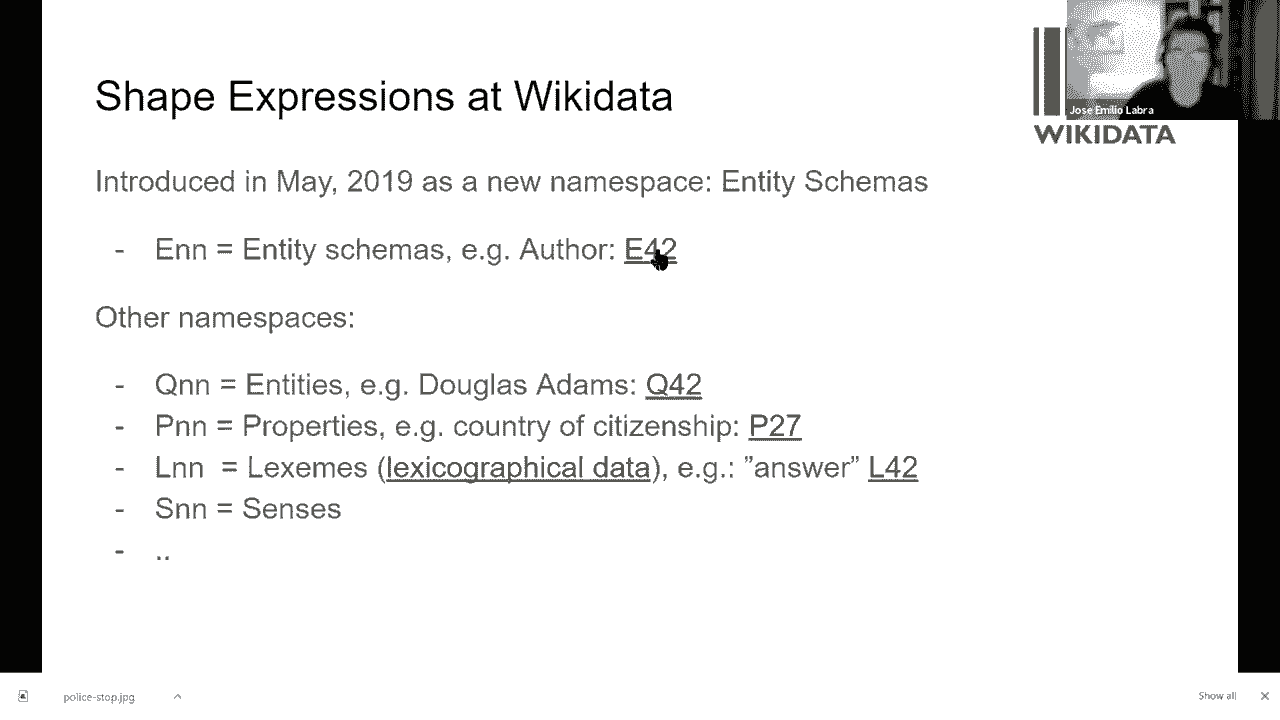 Shape Expressions at Wikidata
Jose Emilio Labra
WIKIDATA
Introduced in May, 2019 as a new namespace: Entity Schemas
- Enn = Entity schemas, e.g. Author: E42
Other namespaces:
- Qnn = Entities, e.g. Douglas Adams: Q42
- Pnn = Properties, e.g. country of citizenship: P27
- Lnn = Lexemes (lexicographical data), e.g.: ”answer” L42
- Snn = Senses
- ..
police-stop.jpg
Show all